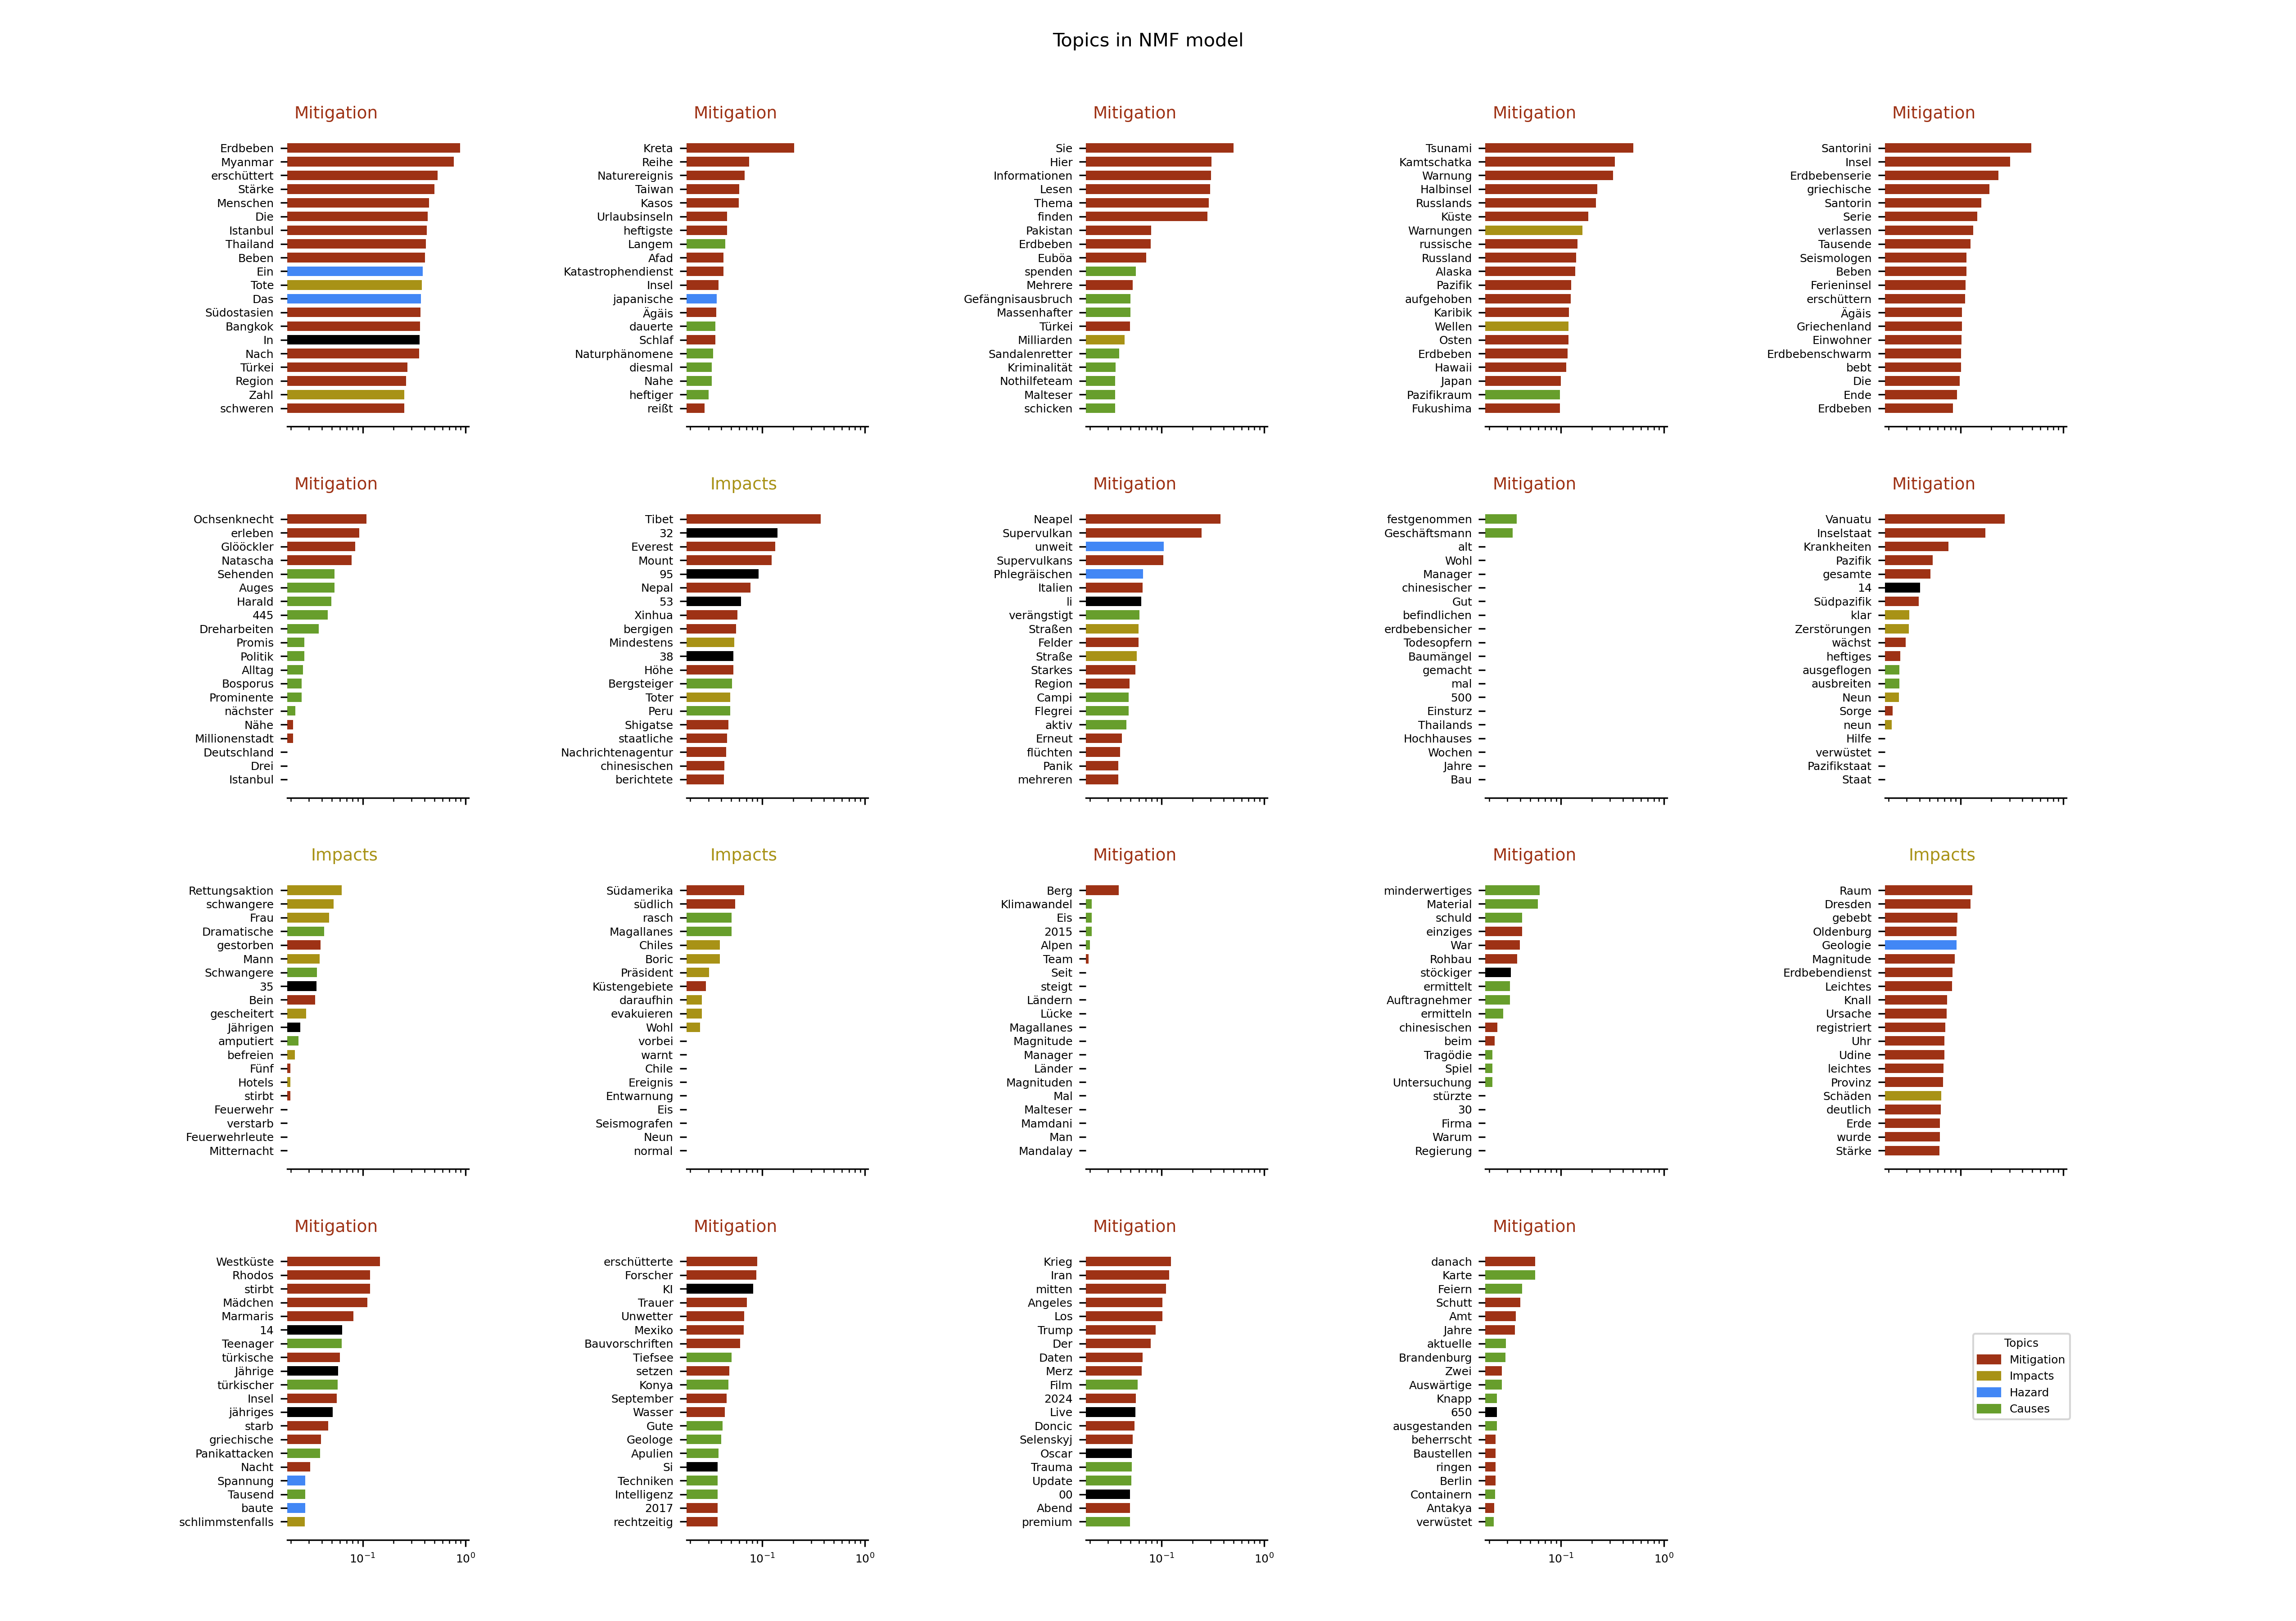 Topics in NMF model
Mitigation
Erdbeben
Myanmar
erschüttert
Stärke
Menschen
Die
Istanbul
Thailand
Beben
Ein
Tote
Das
Südostasien
Bangkok
In
Nach
Türkei
Region
Zahl
schweren
Mitigation
Kreta
Reihe
Naturereignis
Taiwan
Kasos
Urlaubsinseln
heftigste
Langem
Afad
Katastrophendienst
Insel
japanische
Ägäis
dauerte
Schlaf
Naturphänomene
diesmal
Nahe
heftiger
reißt
Mitigation
Sie
Hier
Informationen
Lesen
Thema
finden
Pakistan
Erdbeben
Euböa
spenden
Mehrere
Gefängnisausbruch
Massenhafter
Türkei
Milliarden
Sandalenretter
Kriminalität
Nothilfeteam
Malteser
schicken
Mitigation
Tsunami
Kamtschatka
Warnung
Halbinsel
Russlands
Küste
Warnungen
russische
Russland
Alaska
Pazifik
aufgehoben
Karibik
Wellen
Osten
Erdbeben
Hawaii
Japan
Pazifikraum
Fukushima
Mitigation
Santorini
Insel
Erdbebenserie
griechische
Santorin
Serie
verlassen
Tausende
Seismologen
Beben
Ferieninsel
erschüttern
Ägäis
Griechenland
Einwohner
Erdbebenschwarm
bebt
Die
Ende
Erdbeben
Mitigation
Ochsenknecht
erleben
Glööckler
Natascha
Sehenden
Auges
Harald
445
Dreharbeiten
Promis
Politik
Alltag
Bosporus
Prominente
nächster
Nähe
Millionenstadt
Deutschland
Drei
Istanbul
Impacts
Tibet
32
Everest
Mount
95
Nepal
53
Xinhua
bergigen
Mindestens
38
Höhe
Bergsteiger
Toter
Peru
Shigatse
staatliche
Nachrichtenagentur
chinesischen
berichtete
Mitigation
Neapel
Supervulkan
unweit
Supervulkans
Phlegräischen
Italien
li
verängstigt
Straßen
Felder
Straße
Starkes
Region
Campi
Flegrei
aktiv
Erneut
flüchten
Panik
mehreren
Mitigation
festgenommen
Geschäftsmann
alt
Wohl
Manager
chinesischer
Gut
befindlichen
erdbebensicher
Todesopfern
Baumängel
gemacht
mal
500
Einsturz
Thailands
Hochhauses
Wochen
Jahre
Bau
Mitigation
Vanuatu
Inselstaat
Krankheiten
Pazifik
gesamte
14
Südpazifik
klar
Zerstörungen
wächst
heftiges
ausgeflogen
ausbreiten
Neun
Sorge
neun
Hilfe
verwüstet
Pazifikstaat
Staat
Impacts
Rettungsaktion
schwangere
Frau
Dramatische
gestorben
Mann
Schwangere
35
Bein
gescheitert
Jährigen
amputiert
befreien
Fünf
Hotels
stirbt
Feuerwehr
verstarb
Feuerwehrleute
Mitternacht
Impacts
Südamerika
südlich
rasch
Magallanes
Chiles
Boric
Präsident
Küstengebiete
daraufhin
evakuieren
Wohl
vorbei
warnt
Chile
Ereignis
Entwarnung
Eis
Seismografen
Neun
normal
Mitigation
Berg
Klimawandel
Eis
2015
Alpen
Team
Seit
steigt
Ländern
Lücke
Magallanes
Magnitude
Manager
Länder
Magnituden
Mal
Malteser
Mamdani
Man
Mandalay
Mitigation
minderwertiges
Material
schuld
einziges
War
Rohbau
stöckiger
ermittelt
Auftragnehmer
ermitteln
chinesischen
beim
Tragödie
Spiel
Untersuchung
stürzte
30
Firma
Warum
Regierung
Impacts
Raum
Dresden
gebebt
Oldenburg
Geologie
Magnitude
Erdbebendienst
Leichtes
Knall
Ursache
registriert
Uhr
Udine
leichtes
Provinz
Schäden
deutlich
Erde
wurde
Stärke
Mitigation
Westküste
Rhodos
stirbt
Mädchen
Marmaris
14
Teenager
türkische
Jährige
türkischer
Insel
jähriges
starb
griechische
Panikattacken
Nacht
Spannung
Tausend
baute
schlimmstenfalls
10⁻¹ 10⁰
Mitigation
erschütterte
Forscher
KI
Trauer
Unwetter
Mexiko
Bauvorschriften
Tiefsee
setzen
Konya
September
Wasser
Gute
Geologe
Apulien
Si
Techniken
Intelligenz
2017
rechtzeitig
10⁻¹ 10⁰
Mitigation
Krieg
Iran
mitten
Angeles
Los
Trump
Der
Daten
Merz
Film
2024
Live
Doncic
Selenskyj
Oscar
Trauma
Update
00
Abend
premium
10⁻¹ 10⁰
Mitigation
danach
Karte
Feiern
Schutt
Amt
Jahre
aktuelle
Brandenburg
Zwei
Auswärtige
Knapp
650
ausgestanden
beherrscht
Baustellen
ringen
Berlin
Containern
Antakya
verwüstet
10⁻¹ 10⁰
Topics
Mitigation
Impacts
Hazard
Causes